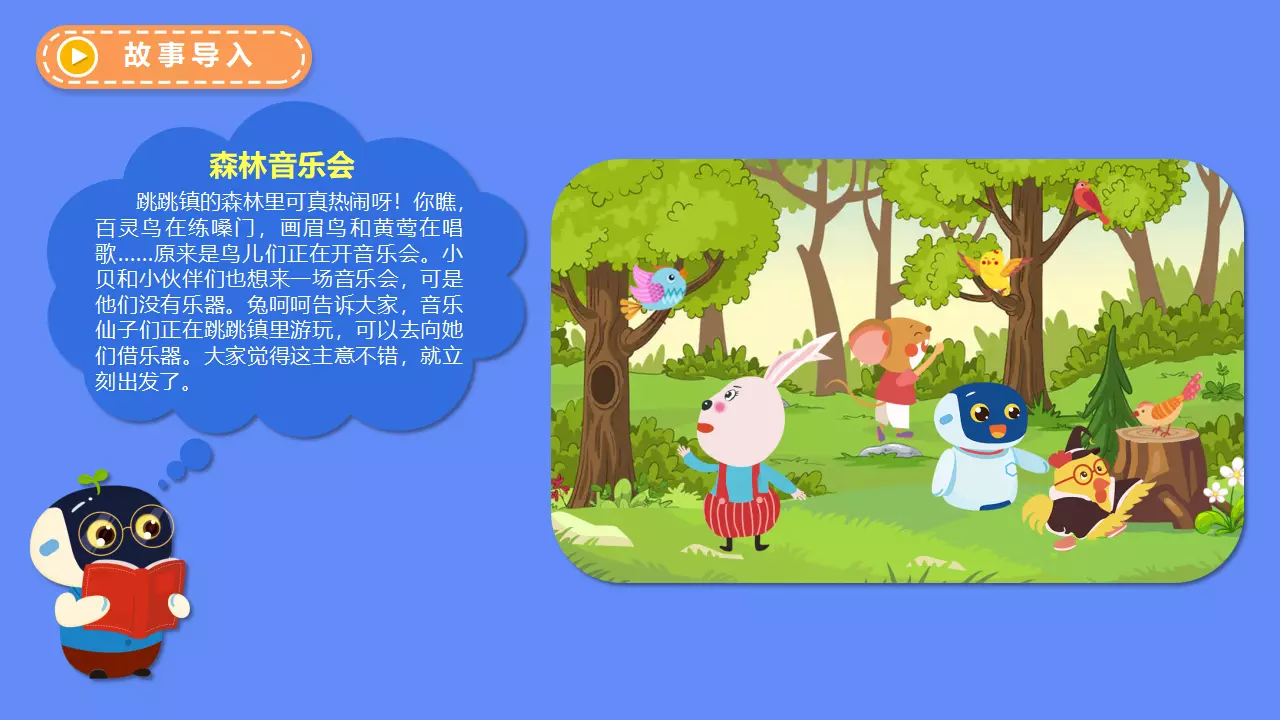 故事导入
森林音乐会
跳跳镇的森林里可真热闹呀！你瞧，
百灵鸟在练嗓门，画眉鸟和黄莺在唱
歌......原来是鸟儿们正在开音乐会。小
贝和小伙伴们也想来一场音乐会，可是
他们没有乐器。兔呵呵告诉大家，音乐
仙子们正在跳跳镇里游玩，可以去向她
们借乐器。大家觉得这主意不错，就立
刻出发了。